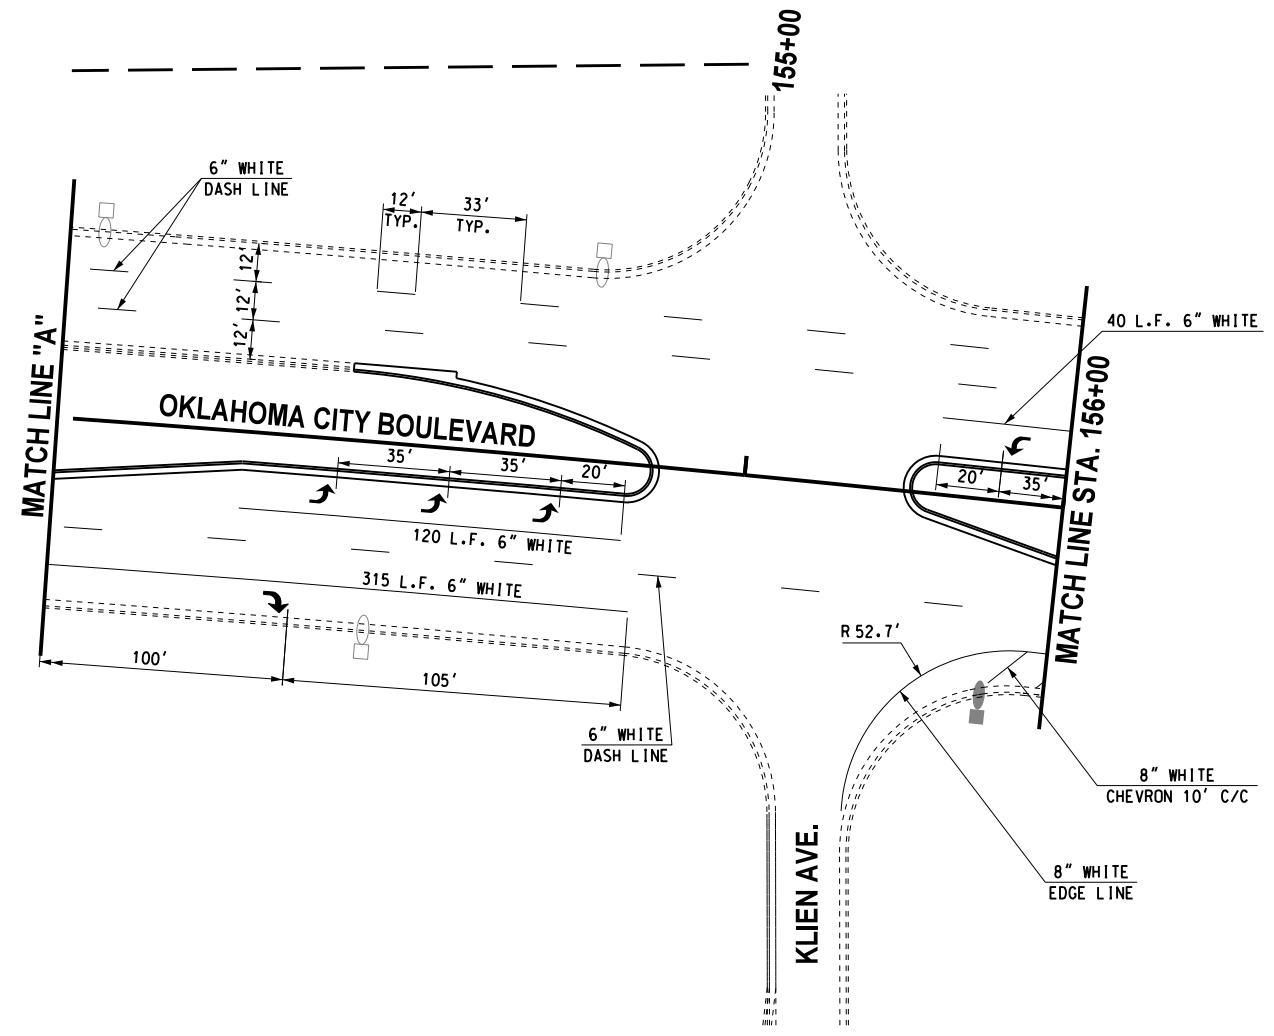 155+00
6" WHITE
DASH LINE
12'
TYP.
33'
TYP.
12'
12'
12'
40 L.F. 6" WHITE
MATCH LINE "A"
OKLAHOMA CITY BOULEVARD
35'
35'
20'
20'
35'
MATCH LINE STA. 156+00
120 L.F. 6" WHITE
315 L.F. 6" WHITE
R 52.7'
100'
105'
6" WHITE
DASH LINE
8" WHITE
CHEVRON 10' C/C
8" WHITE
EDGE LINE
KLIEN AVE.